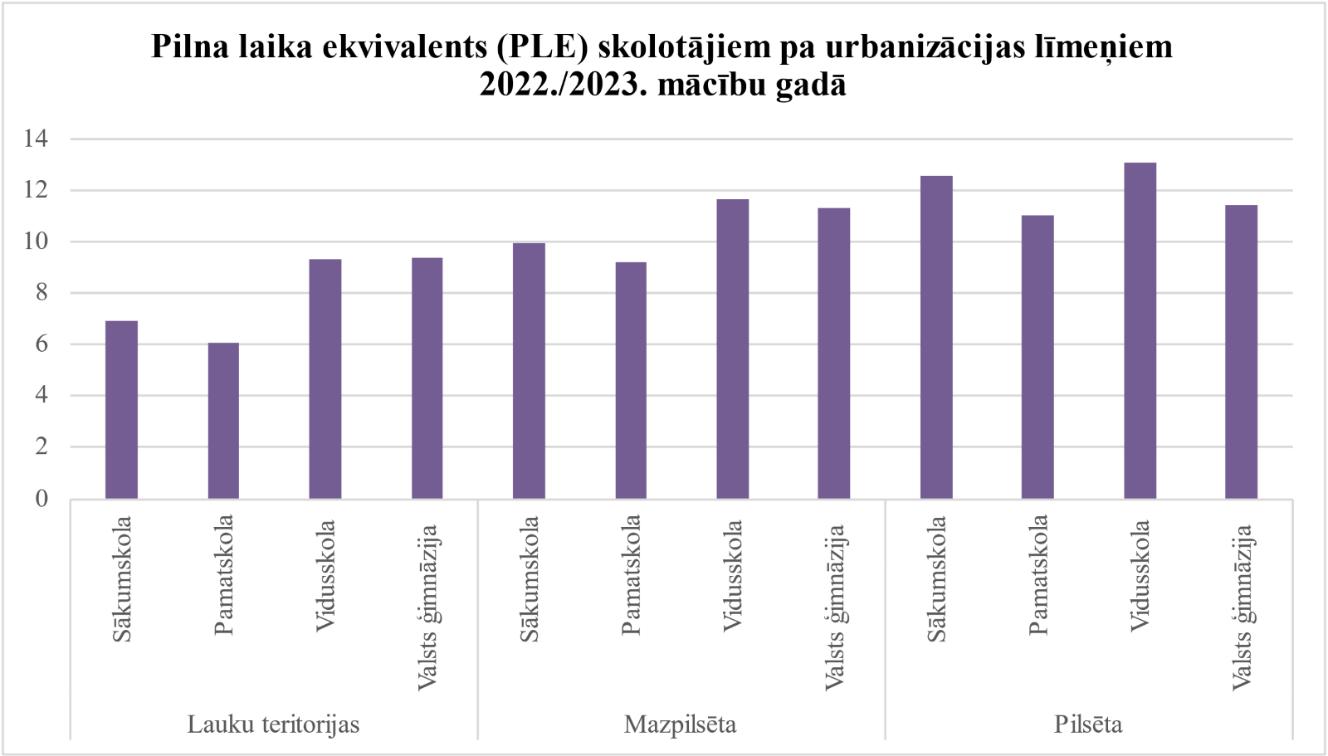 Pilna laika ekvivalents (PLE) skolotājiem pa urbanizācijas līmeņiem
2022./2023. mācību gadā
14
12
10
8
6
4
2
0
Sākumskola
Pamatskola
Vidusskola
Valsts ģimnāzija
Sākumskola
Pamatskola
Vidusskola
Valsts ģimnāzija
Sākumskola
Pamatskola
Vidusskola
Valsts ģimnāzija
Lauku teritorijas
Mazpilsēta
Pilsēta